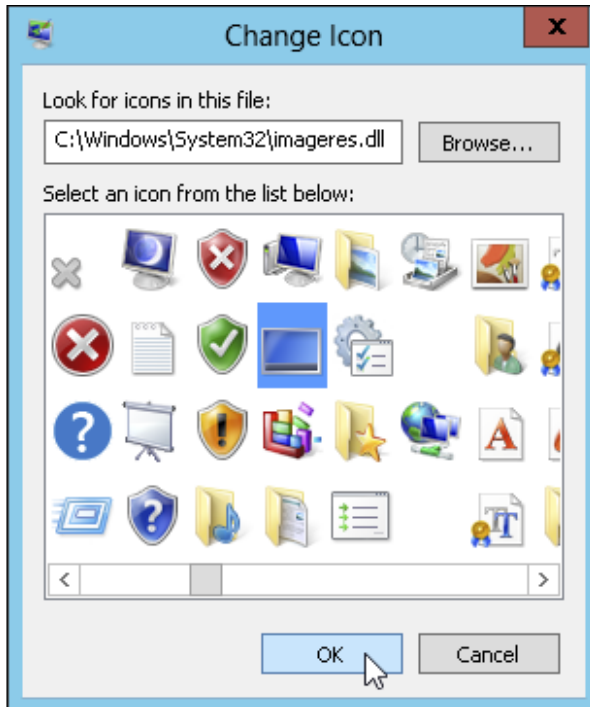 Change Icon
x
Look for icons in this file:
C:\Windows\System32\imageres.dll
Browse...
Select an icon from the list below:
A
TT
OK
Cancel